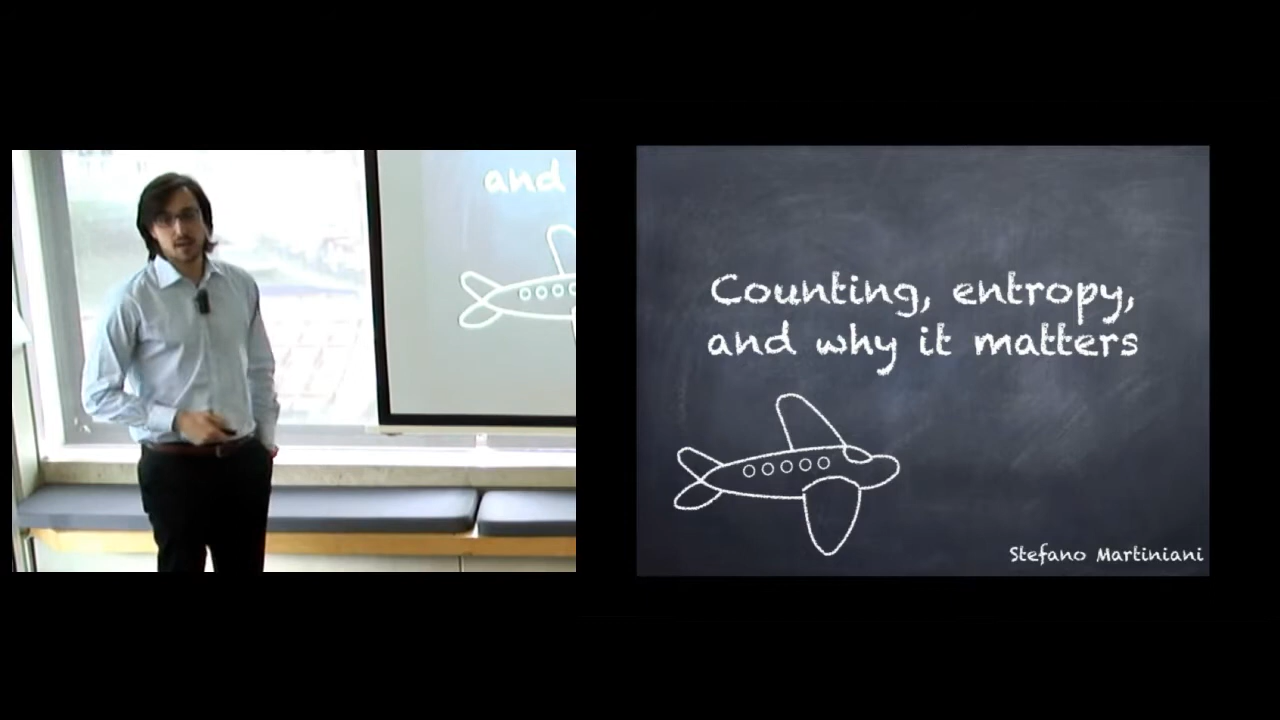 and
Counting, entropy,
and why it matters
Stefano Martiniani